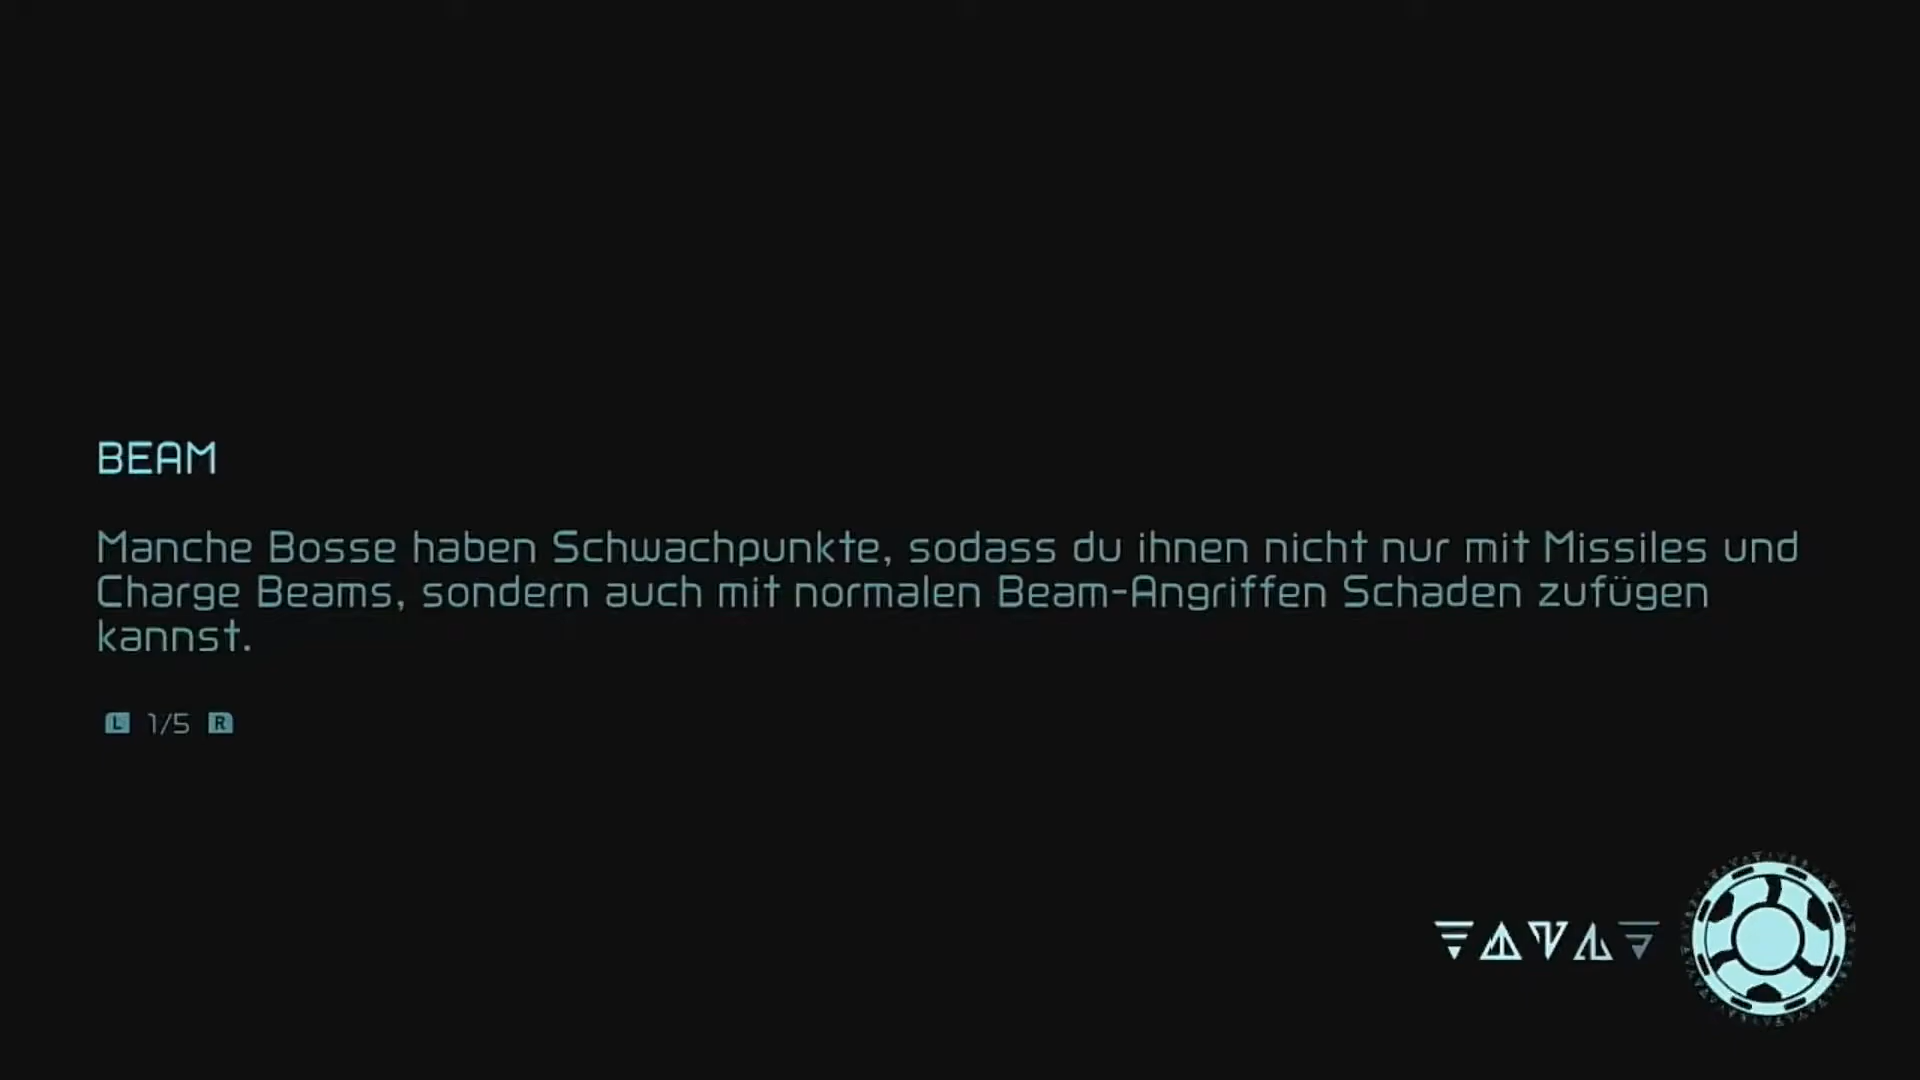 BEAM
Manche Bosse haben Schwachpunkte, sodass du ihnen nicht nur mit Missiles und
Charge Beams, sondern auch mit normalen Beam-Angriffen Schaden zufügen
kannst.
L 1/5 R